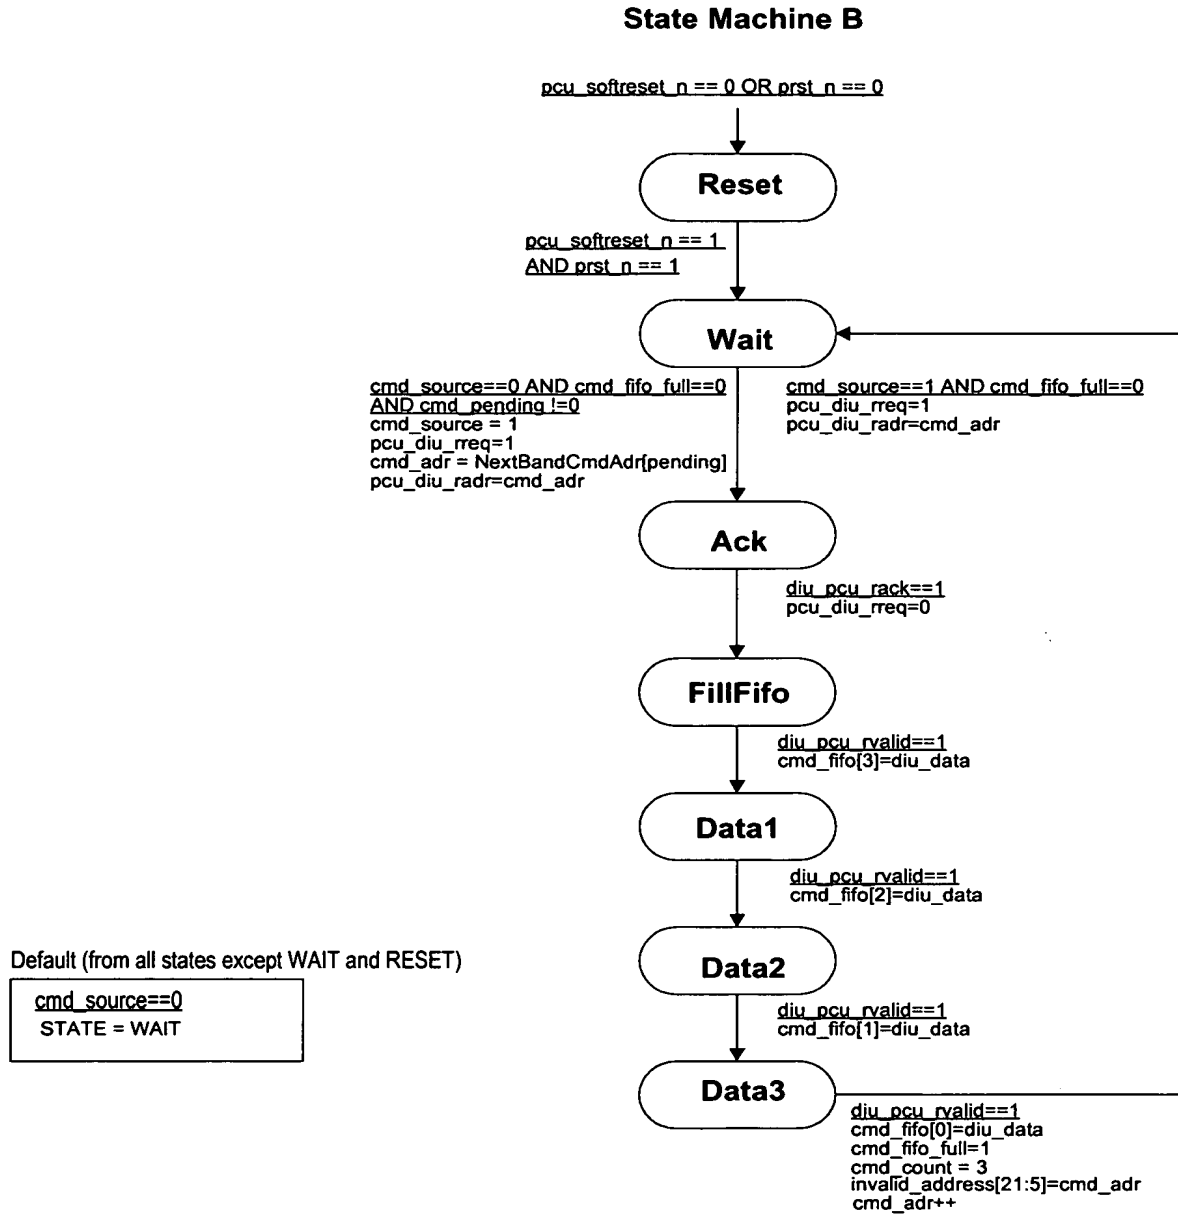 State Machine B
pcu_softreset_n == 0 OR prst_n == 0
Reset
pcu_softreset_n == 1
AND prst_n == 1
Wait
cmd_source==0 AND cmd_fifo_full==0
AND cmd_pending !=0
cmd_source = 1
pcu_diu_rreq=1
cmd_adr = NextBandCmdAdr[pending]
pcu_diu_radr=cmd_adr
cmd_source==1 AND cmd_fifo_full==0
pcu_diu_rreq=1
pcu_diu_radr=cmd_adr
Ack
diu_pcu_rack==1
pcu_diu_rreq=0
FillFifo
diu_pcu_rvalid==1
cmd_fifo[3]=diu_data
Data1
diu_pcu_rvalid==1
cmd_fifo[2]=diu_data
Data2
diu_pcu_rvalid==1
cmd_fifo[1]=diu_data
Default (from all states except WAIT and RESET)
cmd_source==0
STATE = WAIT
Data3
diu_pcu_rvalid==1
cmd_fifo[0]=diu_data
cmd_fifo_full=1
cmd_count = 3
invalid_address[21:5]=cmd_adr
cmd_adr++